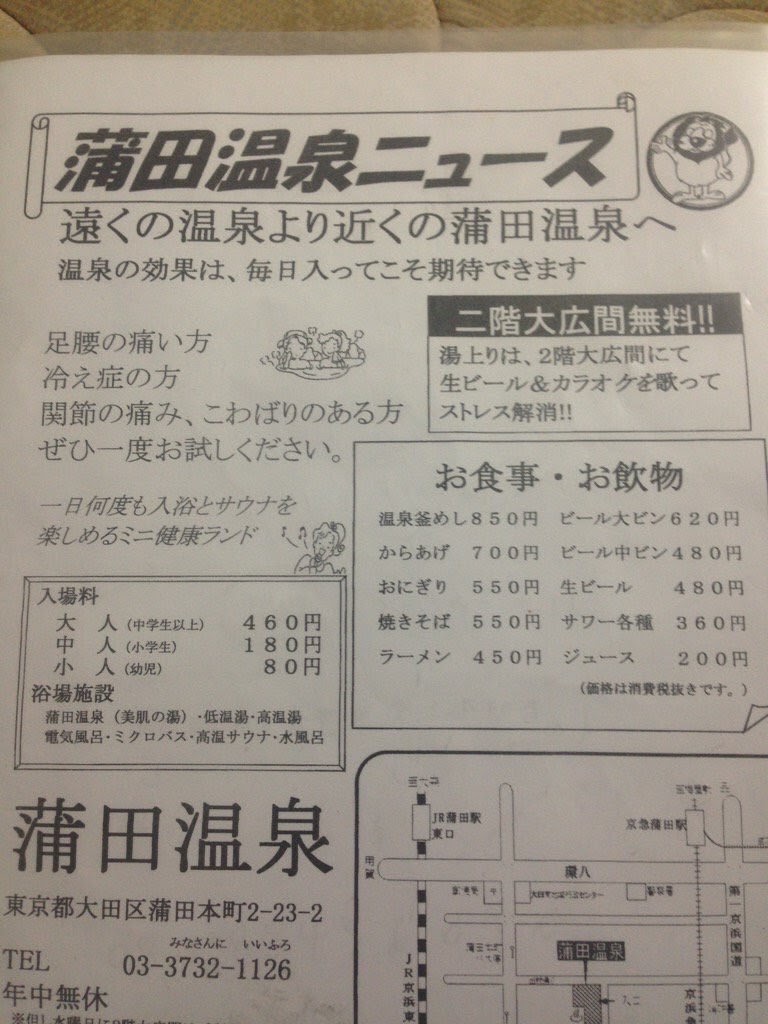 蒲田温泉ニュース
遠くの温泉より近くの蒲田温泉へ
温泉の効果は、毎日入ってこそ期待できます
足腰の痛い方
冷え症の方
関節の痛み、こわばりのある方
ぜひ一度お試しください。
一日何度も入浴とサウナを
楽しめるミニ健康ランド
二階大広間無料!!
湯上りは、2階大広間にて
生ビール＆カラオケを歌って
ストレス解消!!
お食事・お飲物
温泉釜めし850円 ビール大ビン620円
からあげ 700円 ビール中ビン480円
おにぎり 550円 生ビール 480円
焼きそば 550円 サワー各種 360円
ラーメン 450円 ジュース 200円
（価格は消費税抜きです。）
入場料
大 人（中学生以上） 460円
中 人（小学生） 180円
小 人（幼児） 80円
浴場施設
蒲田温泉（美肌の湯）・低温湯・高温湯
電気風呂・ミクロバス・高温サウナ・水風呂
蒲田温泉
東京都大田区蒲田本町2-23-2
みなさんに いいふろ
TEL 03-3732-1126
年中無休
JR蒲田駅
東口
京急蒲田駅
環八
第一京浜国道
蒲田温泉
入口
JR京浜東
京浜急